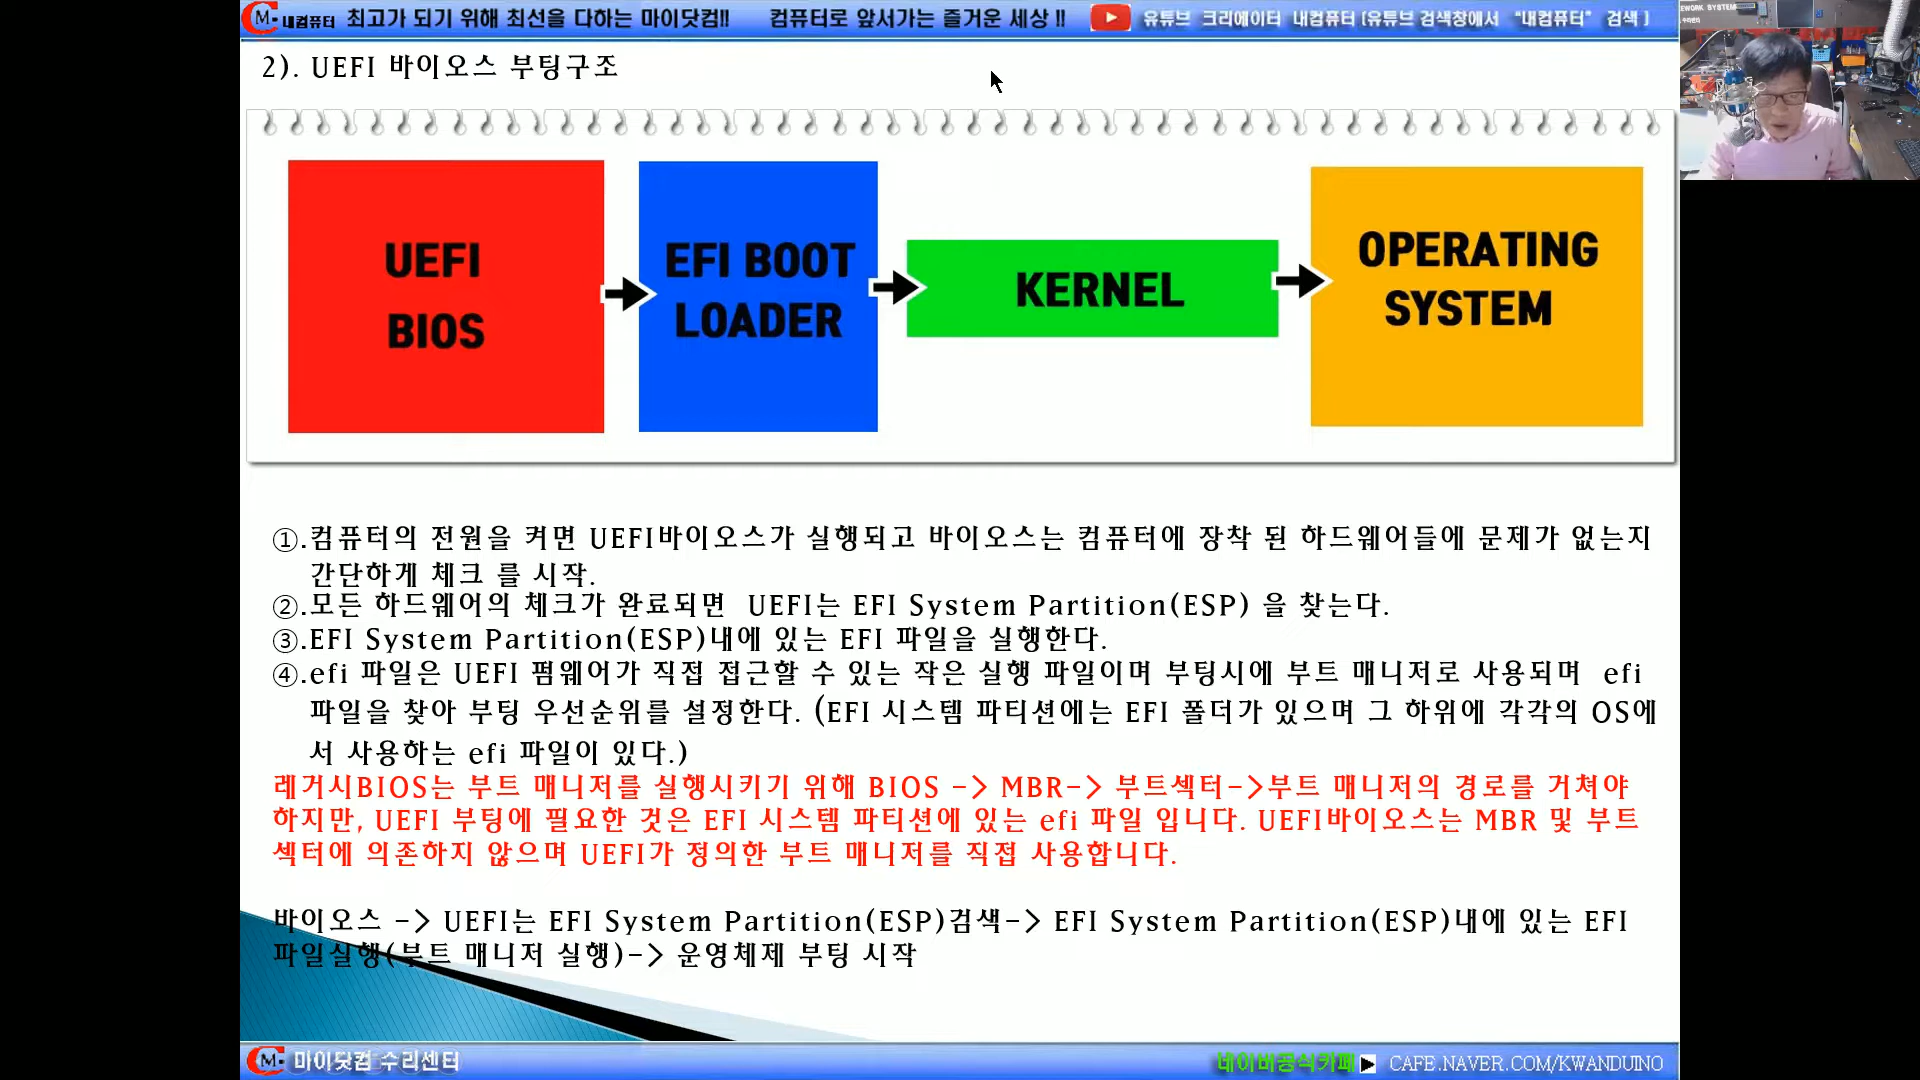 내컴퓨터 최고가 되기 위해 최선을 다하는 마이닷컴!! 컴퓨터로 앞서가는 즐거운 세상 !! 유튜브 크리에이터 내컴퓨터 (유튜브 검색창에서 "내컴퓨터" 검색 )
2). UEFI 바이오스 부팅구조
UEFI
BIOS
EFI BOOT
LOADER
KERNEL
OPERATING
SYSTEM
①.컴퓨터의 전원을 켜면 UEFI바이오스가 실행되고 바이오스는 컴퓨터에 장착 된 하드웨어들에 문제가 없는지
간단하게 체크 를 시작.
②.모든 하드웨어의 체크가 완료되면 UEFI는 EFI System Partition(ESP) 을 찾는다.
③.EFI System Partition(ESP)내에 있는 EFI 파일을 실행한다.
④.efi 파일은 UEFI 펌웨어가 직접 접근할 수 있는 작은 실행 파일이며 부팅시에 부트 매니저로 사용되며 efi
파일을 찾아 부팅 우선순위를 설정한다. (EFI 시스템 파티션에는 EFI 폴더가 있으며 그 하위에 각각의 OS에
서 사용하는 efi 파일이 있다.)
레거시BIOS는 부트 매니저를 실행시키기 위해 BIOS -> MBR-> 부트섹터->부트 매니저의 경로를 거쳐야
하지만, UEFI 부팅에 필요한 것은 EFI 시스템 파티션에 있는 efi 파일 입니다. UEFI바이오스는 MBR 및 부트
섹터에 의존하지 않으며 UEFI가 정의한 부트 매니저를 직접 사용합니다.
바이오스 -> UEFI는 EFI System Partition(ESP)검색-> EFI System Partition(ESP)내에 있는 EFI
파일실행(부트 매니저 실행)-> 운영체제 부팅 시작
마이닷컴 수리센터 네이버공식카페 ▶ CAFE.NAVER.COM/KWANDUINO